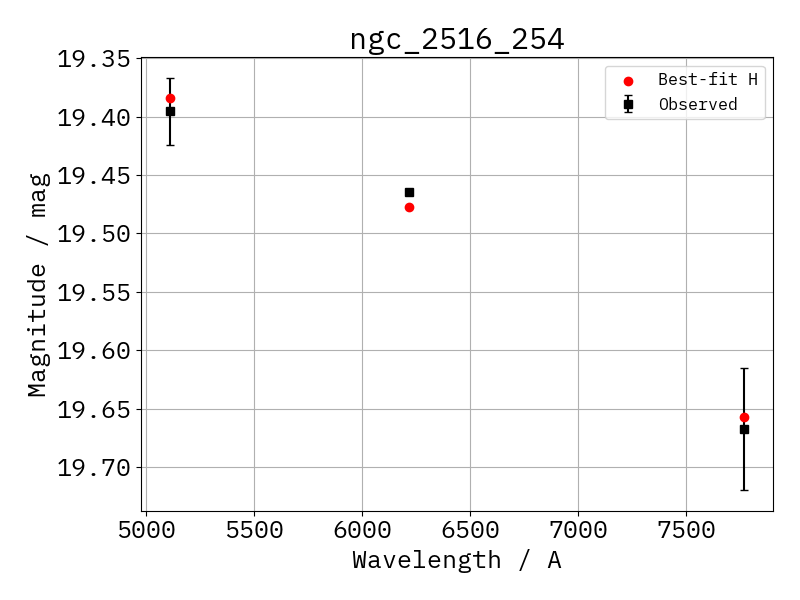 ngc_2516_254
Best-fit H
Observed
19.35
19.40
19.45
19.50
19.55
19.60
19.65
19.70
Magnitude / mag
5000 5500 6000 6500 7000 7500
Wavelength / A